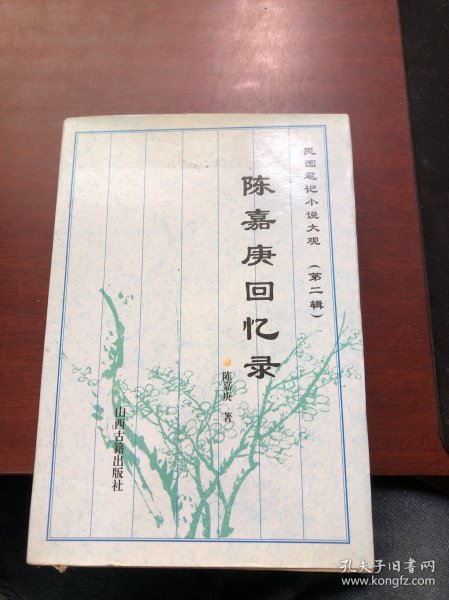 民国笔记小说大观（第二辑）
陈嘉庚回忆录
陈嘉庚 著
山西古籍出版社
孔夫子旧书网
www.kongfz.com